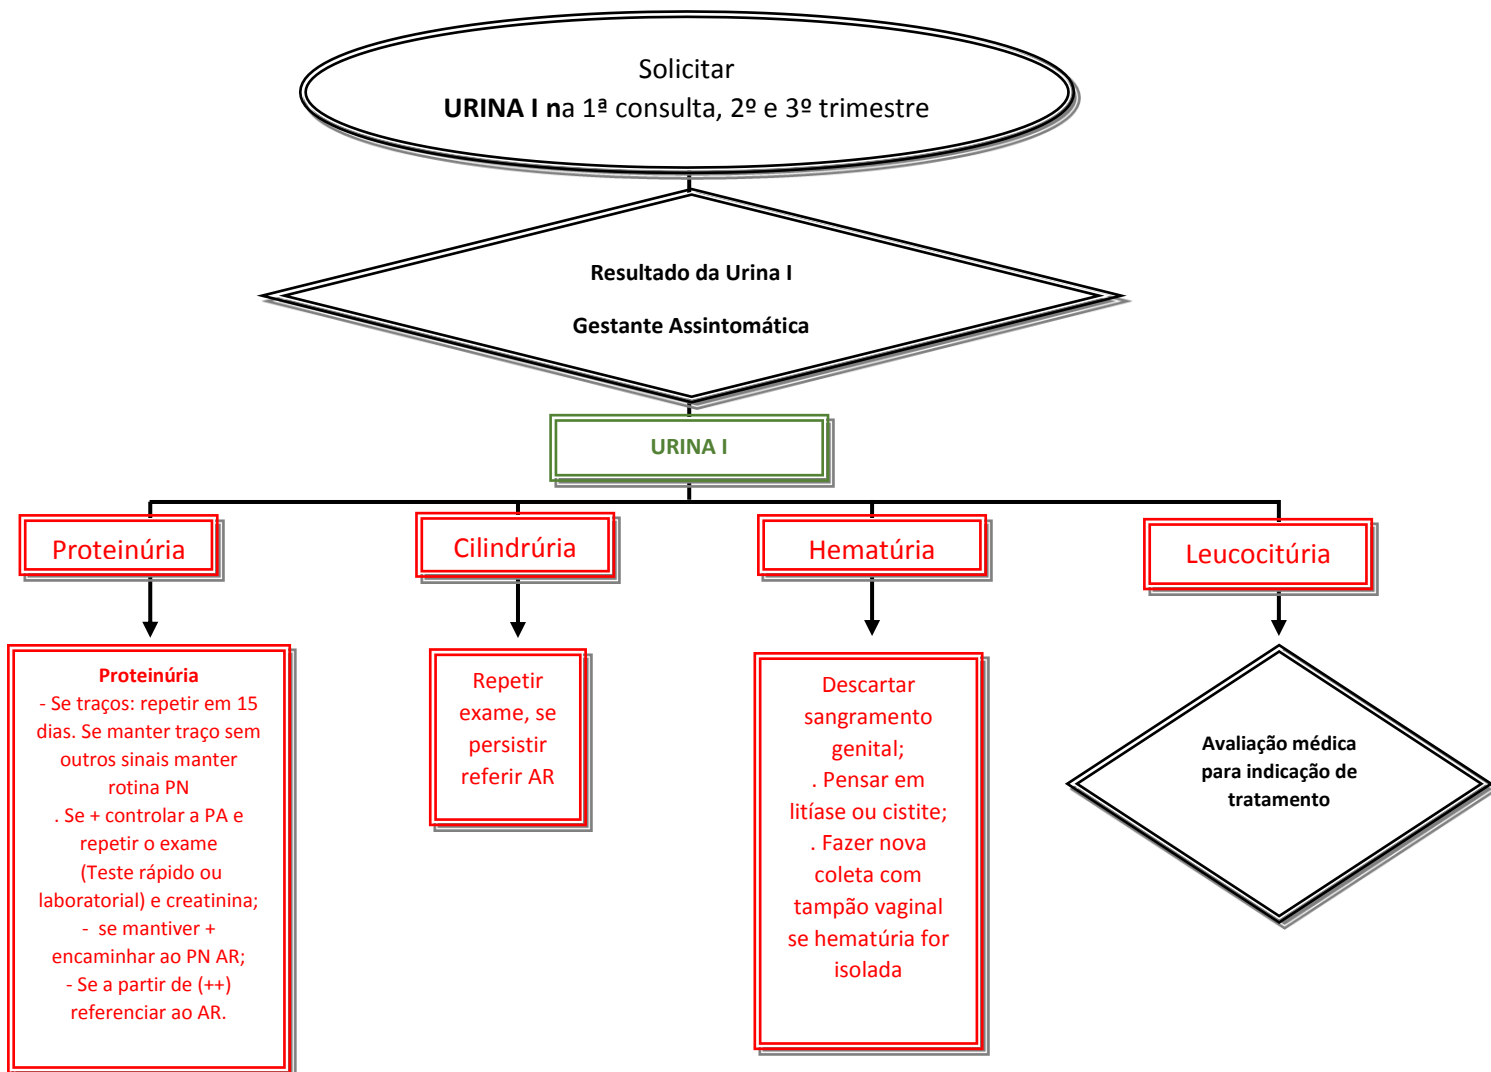 Solicitar
URINA I na 1ª consulta, 2º e 3º trimestre
Resultado da Urina I
Gestante Assintomática
URINA I
Proteinúria
Cilindrúria
Hematúria
Leucocitúria
Proteinúria
- Se traços: repetir em 15
dias. Se manter traço sem
outros sinais manter
rotina PN
. Se + controlar a PA e
repetir o exame
(Teste rápido ou
laboratorial) e creatinina;
- se mantiver +
encaminhar ao PN AR;
- Se a partir de (++)
referenciar ao AR.
Repetir
exame, se
persistir
referir AR
Descartar
sangramento
genital;
. Pensar em
litíase ou cistite;
. Fazer nova
coleta com
tampão vaginal
se hematúria for
isolada
Avaliação médica
para indicação de
tratamento